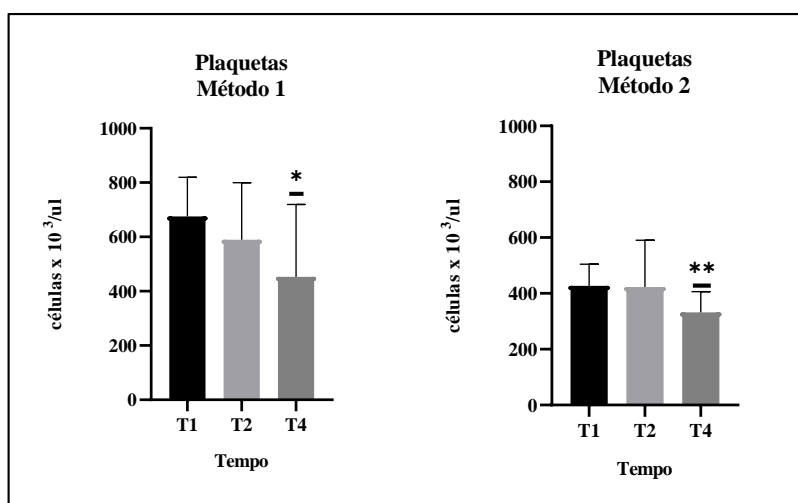 Plaquetas
Método 1
1000
800
600
400
200
0
células x 10 3/ul
*
T1 T2 T4
Tempo
Plaquetas
Método 2
1000
800
600
400
200
0
células x 10 3/ul
**
T1 T2 T4
Tempo